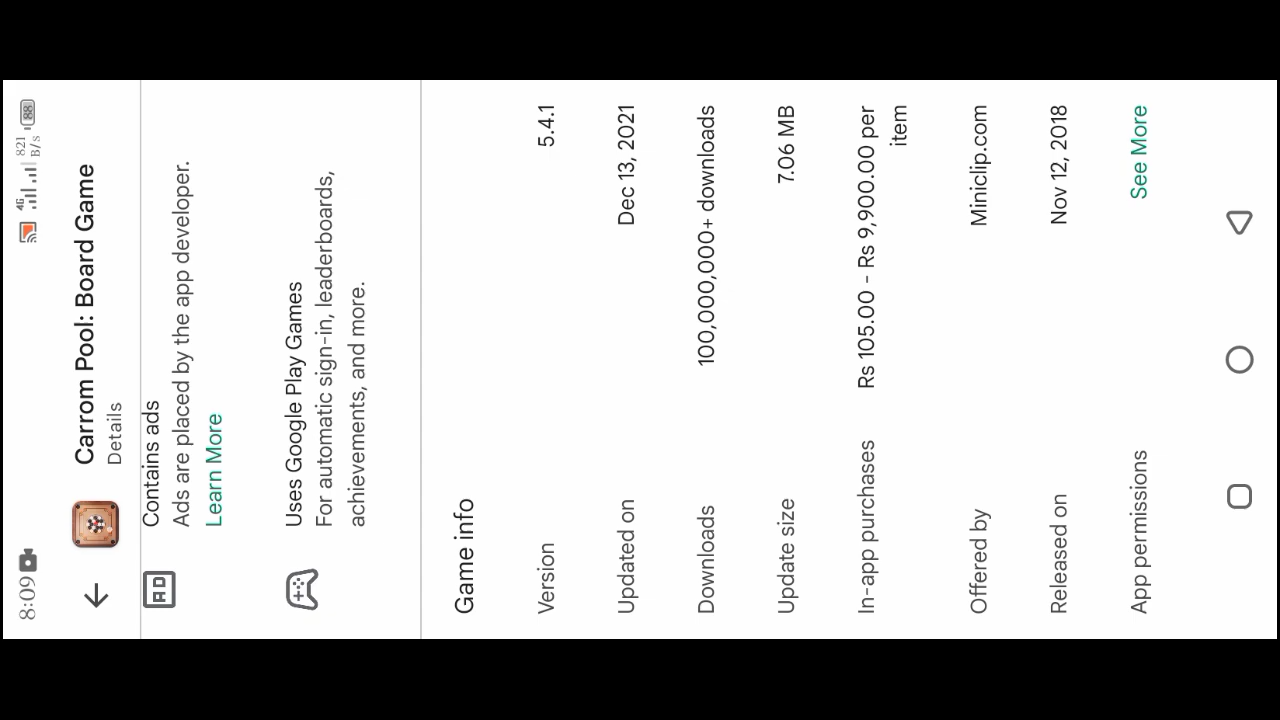 8:09
4G
821 B/s
88
Carrom Pool: Board Game
Details
AD
Contains ads
Ads are placed by the app developer.
Learn More
Uses Google Play Games
For automatic sign-in, leaderboards,
achievements, and more.
Game info
Version 5.4.1
Updated on Dec 13, 2021
Downloads 100,000,000+ downloads
Update size 7.06 MB
In-app purchases Rs 105.00 - Rs 9,900.00 per
item
Offered by Miniclip.com
Released on Nov 12, 2018
App permissions See More